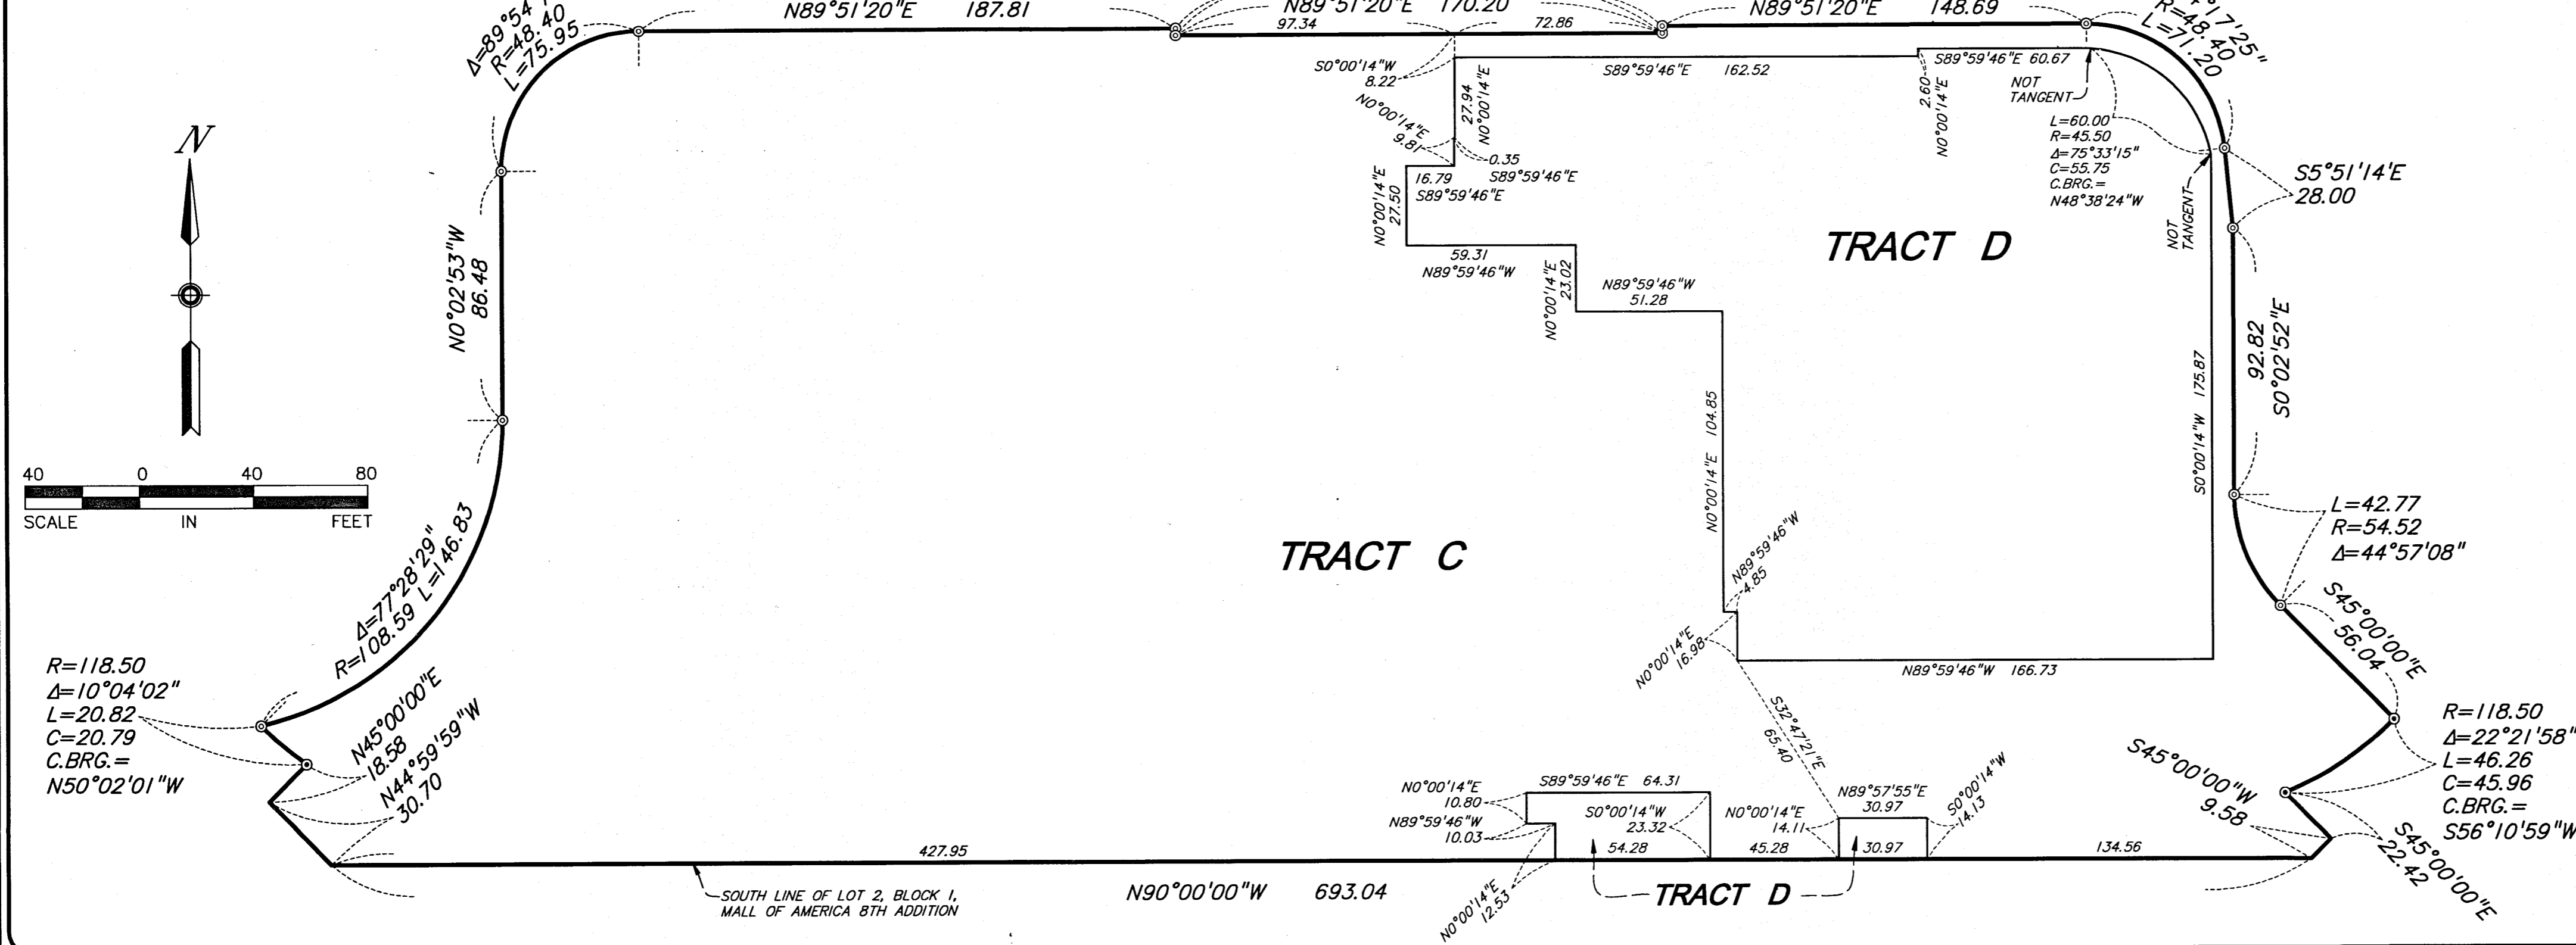 Δ=89°54'
R=48.40
L=75.95
N89°51'20"E 187.81
N89°51'20"E 170.20
97.34
72.86
N89°51'20"E 148.69
°17'25"
R=48.40
L=71.20
S0°00'14"W
8.22
S89°59'46"E 162.52
S89°59'46"E 60.67
27.94
N0°00'14"E
2.60
N0°00'14"E
NOT
TANGENT
N0°00'14"E
9.81
0.35
S89°59'46"E
16.79
S89°59'46"E
N0°00'14"E
27.50
L=60.00
R=45.50
Δ=75°33'15"
C=55.75
C.BRG.=
N48°38'24"W
NOT
TANGENT
S5°51'14'E
28.00
N
N0°02'53"W
86.48
TRACT D
59.31
N89°59'46"W
N0°00'14"E
23.02
N89°59'46"W
51.28
92.82
S0°02'52"E
N0°00'14"E 104.85
S0°00'14"W 175.87
40 0 40 80
SCALE IN FEET
Δ=77°28'29"
R=108.59 L=146.83
TRACT C
N89°59'46"W
4.85
L=42.77
R=54.52
Δ=44°57'08"
N0°00'14"E
16.98
N89°59'46"W 166.73
S45°00'00"E
56.04
R=118.50
Δ=10°04'02"
L=20.82
C=20.79
C.BRG.=
N50°02'01"W
N45°00'00"E
18.58
N44°59'59"W
30.70
S32°47'21"E
65.40
R=118.50
Δ=22°21'58"
L=46.26
C=45.96
C.BRG.=
S56°10'59"W
S45°00'00"W
9.58
S45°00'00"E
22.42
N0°00'14"E
10.80
S89°59'46"E 64.31
N89°59'46"W
10.03
S0°00'14"W
23.32
N0°00'14"E
14.11
N89°57'55"E
30.97
S0°00'14"W
14.13
427.95
54.28
45.28
30.97
134.56
N0°00'14"E
12.53
SOUTH LINE OF LOT 2, BLOCK 1,
MALL OF AMERICA 8TH ADDITION
N90°00'00"W 693.04
TRACT D